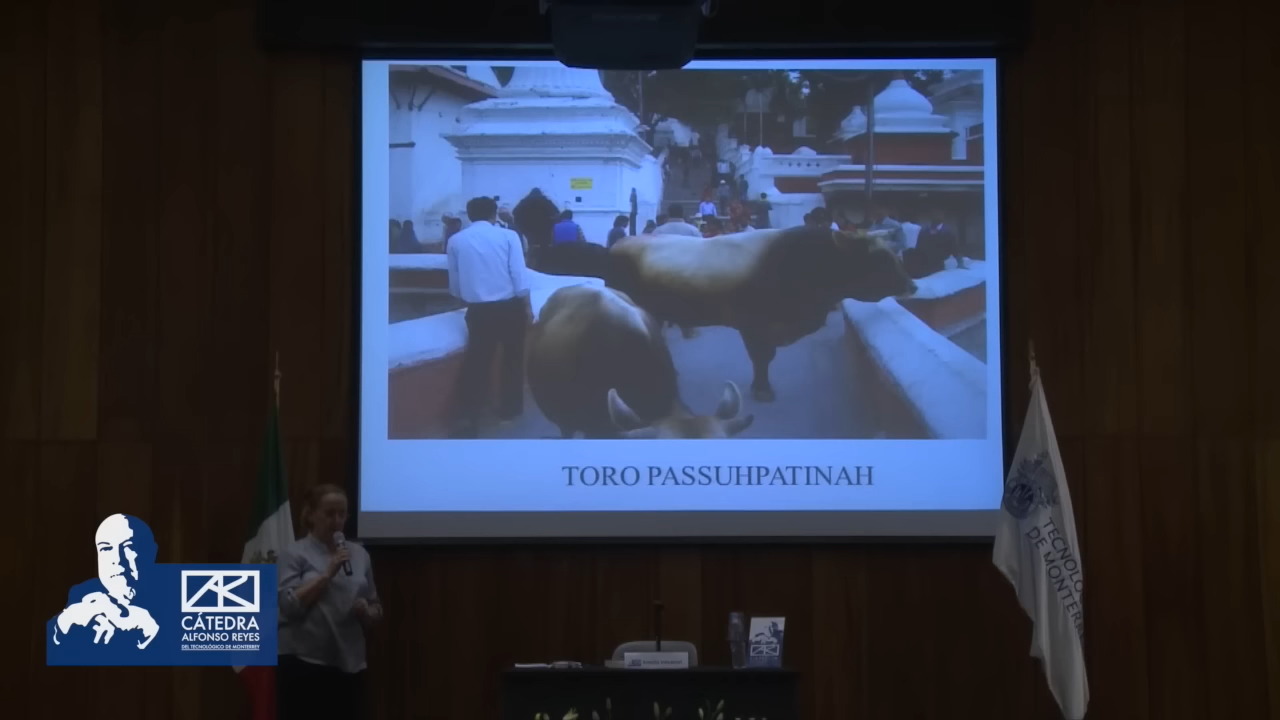 TORO PASSUHPATINAH
CÁTEDRA
ALFONSO REYES
DEL TECNOLÓGICO DE MONTERREY
TECNOLÓ
DE MONTERR